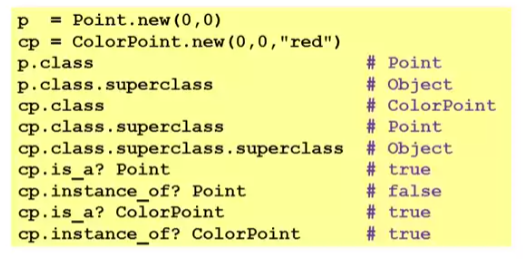 p  = Point.new(0,0)
cp = ColorPoint.new(0,0,"red")
p.class                         # Point
p.class.superclass              # Object
cp.class                        # ColorPoint
cp.class.superclass             # Point
cp.class.superclass.superclass  # Object
cp.is_a? Point                  # true
cp.instance_of? Point           # false
cp.is_a? ColorPoint             # true
cp.instance_of? ColorPoint      # true